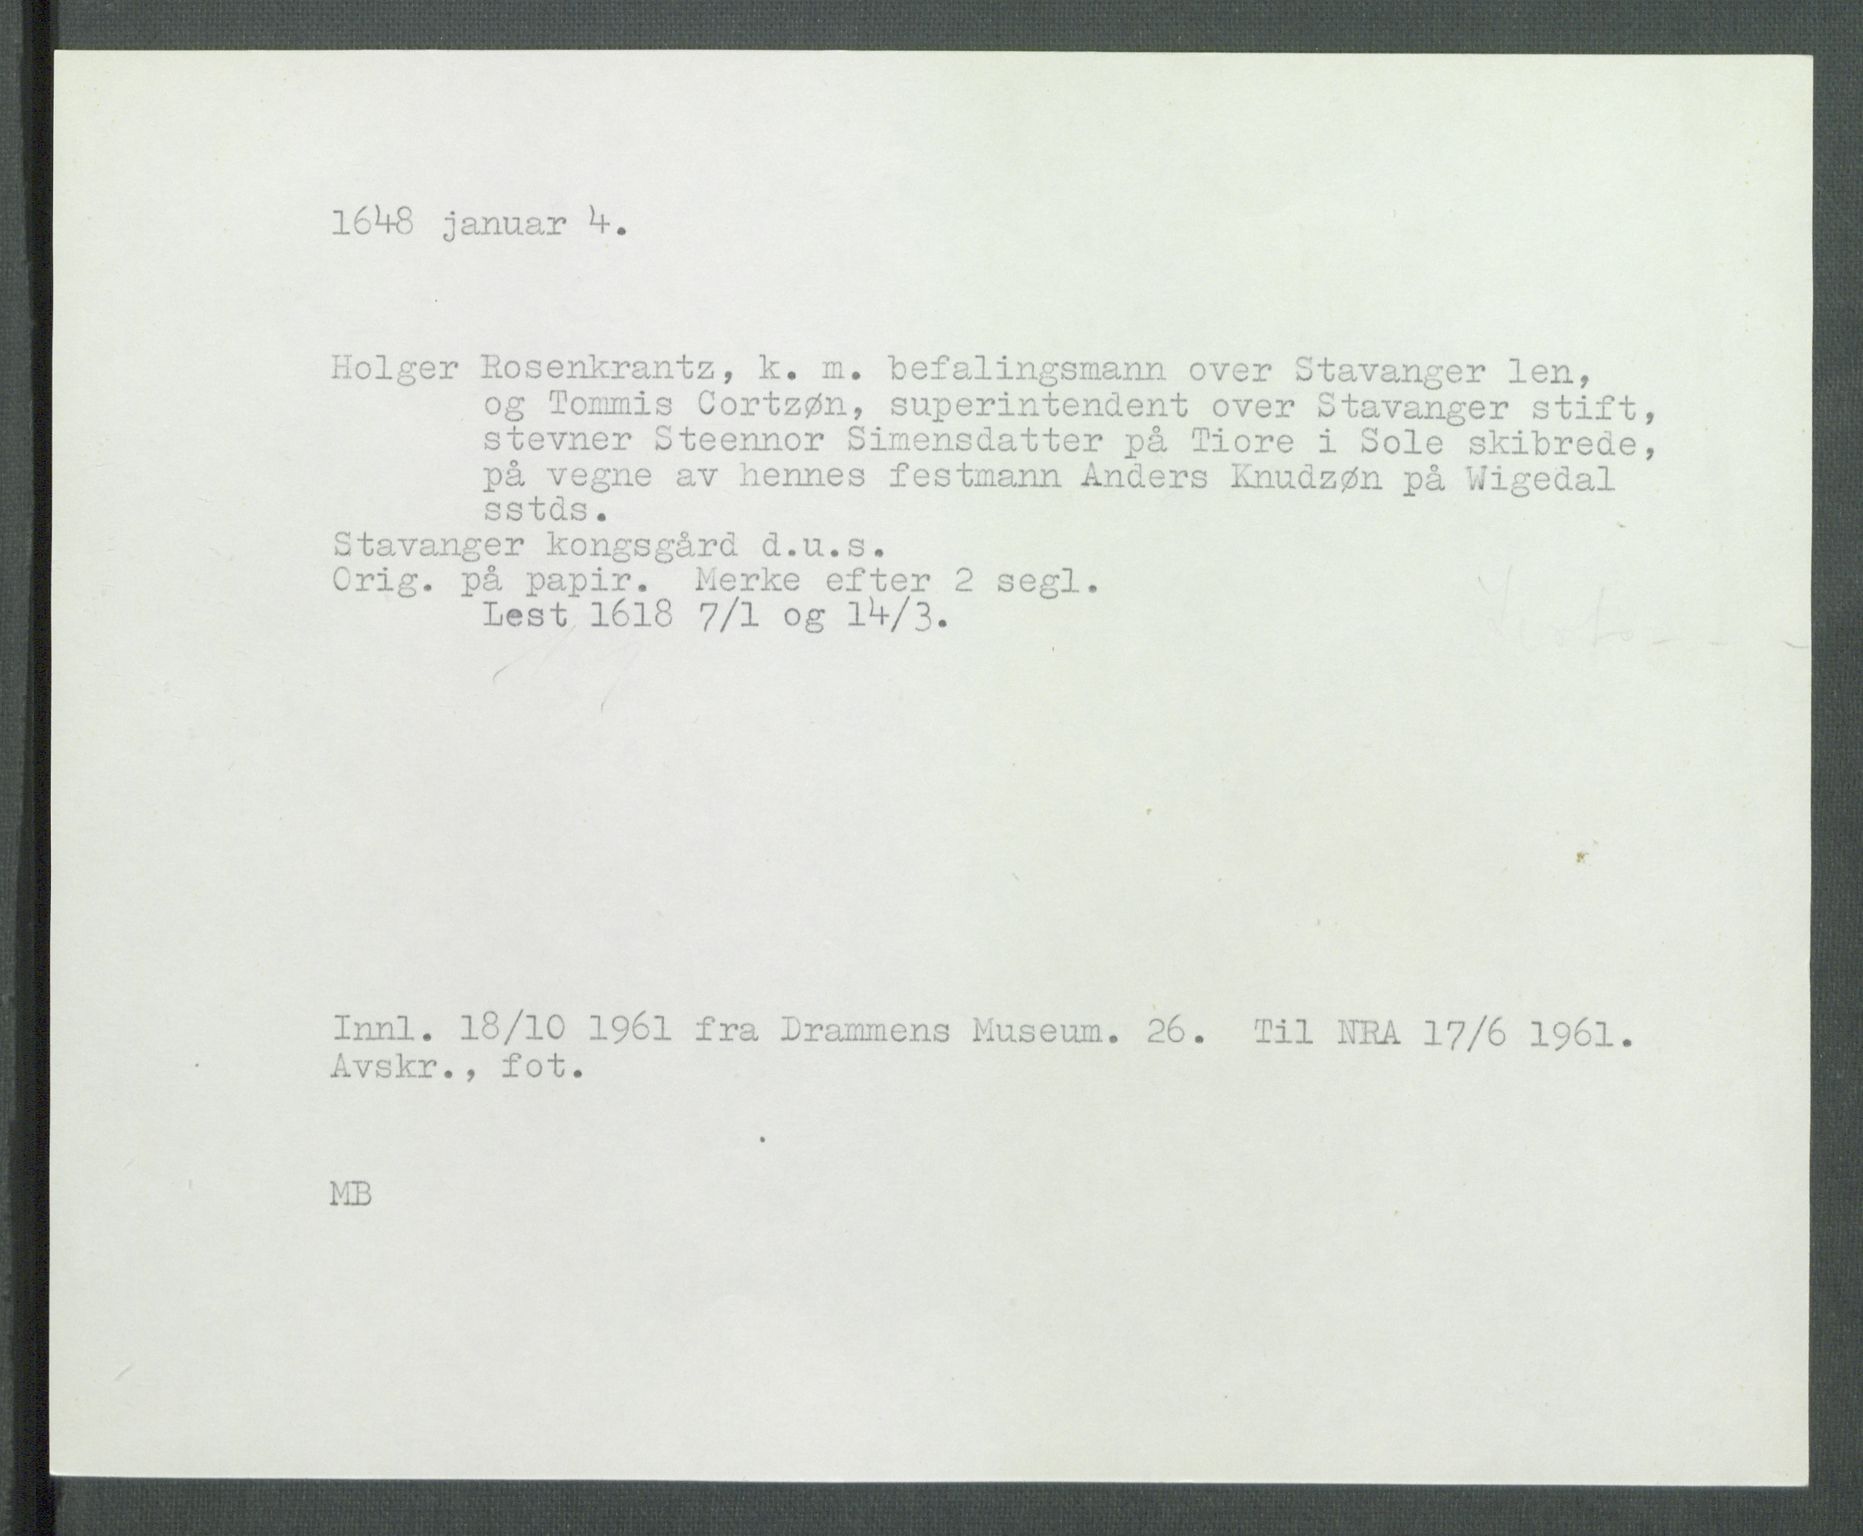 1648 januar 4.
Holger Rosenkrantz, k. m. befalingsmann over Stavanger len,
og Tommis Cortzøn, superintendent over Stavanger stift,
stevner Steennor Simensdatter på Tiore i Sole skibrede,
på vegne av hennes festmann Anders Knudzøn på Wigedal
sstds.
Stavanger kongsgård d.u.s.
Orig. på papir. Merke efter 2 segl.
Lest 1618 7/1 og 14/3.
Innl. 18/10 1961 fra Drammens Museum. 26. Til NRA 17/6 1961.
Avskr., fot.
MB